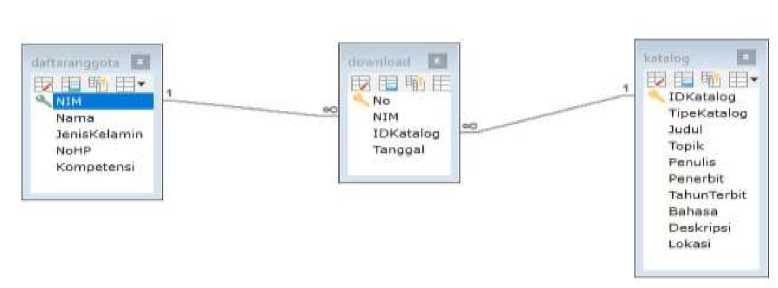 daftaranggota
NIM
Nama
JenisKelamin
NoHP
Kompetensi
1
∞
download
No
NIM
IDKatalog
Tanggal
∞
1
katalog
IDKatalog
TipeKatalog
Judul
Topik
Penulis
Penerbit
TahunTerbit
Bahasa
Deskripsi
Lokasi